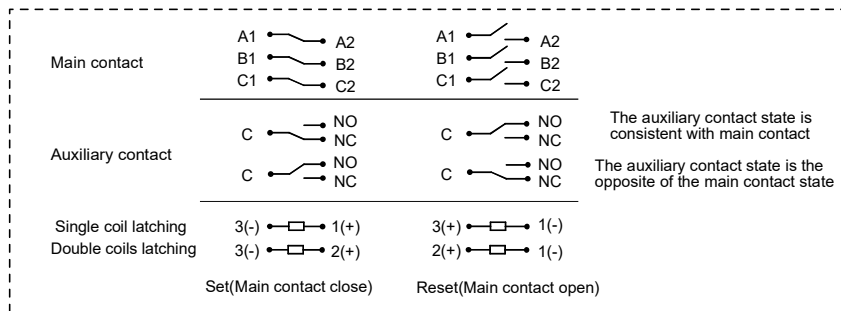 A1 A2 A1 A2
Main contact B1 B2 B1 B2
C1 C2 C1 C2
C NO NC C NO NC The auxiliary contact state is
consistent with main contact
Auxiliary contact
C NO NC C NO NC The auxiliary contact state is the
opposite of the main contact state
Single coil latching 3(-) 1(+) 3(+) 1(-)
Double coils latching 3(-) 2(+) 2(+) 1(-)
Set(Main contact close) Reset(Main contact open)